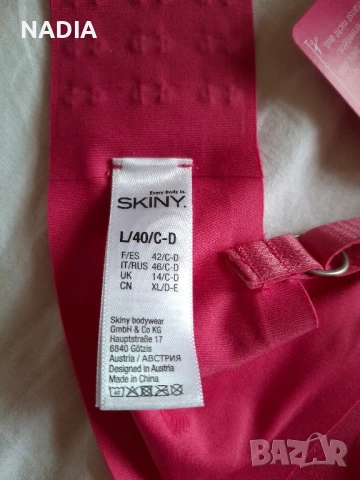 NADIA
Every Body in.
SKINY.
L/40/C-D
F/ES 42/C-D
IT/RUS 46/C-D
UK 14/C-D
CN XL/D-E
Skiny bodywear
GmbH & Co KG
Hauptstraße 17
6840 Götzis
Austria / АВСТРИЯ
Designed in Austria
Made in China
BAZAR